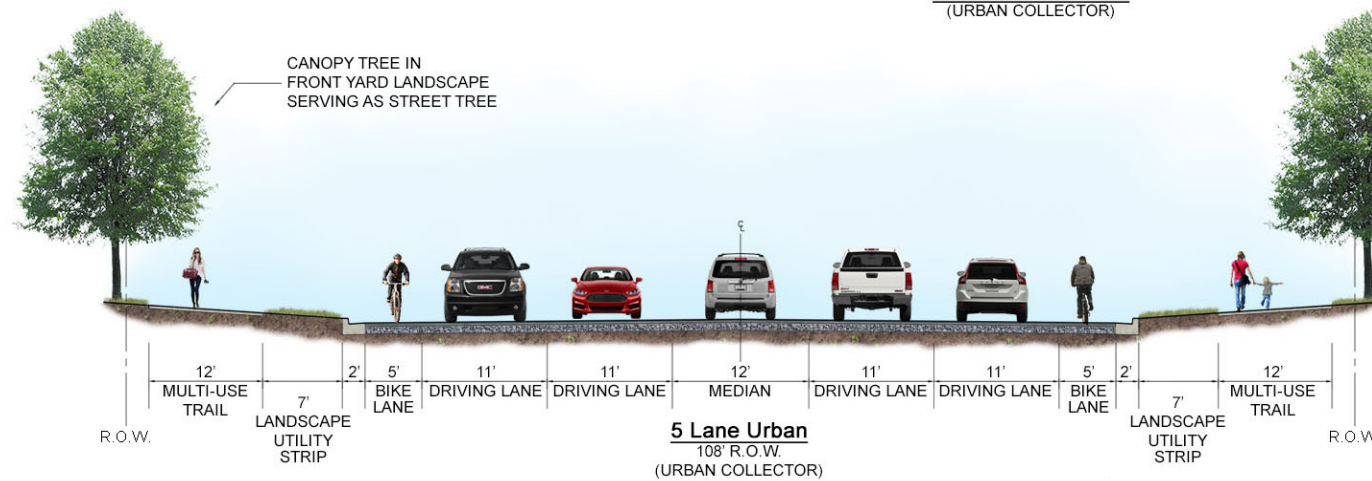 (URBAN COLLECTOR)
CANOPY TREE IN
FRONT YARD LANDSCAPE
SERVING AS STREET TREE
℄
12' 7' 2' 5' 11' 11' 12' 11' 11' 5' 2' 7' 12'
MULTI-USE TRAIL
LANDSCAPE UTILITY STRIP
BIKE LANE
DRIVING LANE
DRIVING LANE
MEDIAN
DRIVING LANE
DRIVING LANE
BIKE LANE
LANDSCAPE UTILITY STRIP
MULTI-USE TRAIL
R.O.W.
R.O.W.
5 Lane Urban
108' R.O.W.
(URBAN COLLECTOR)
GMC